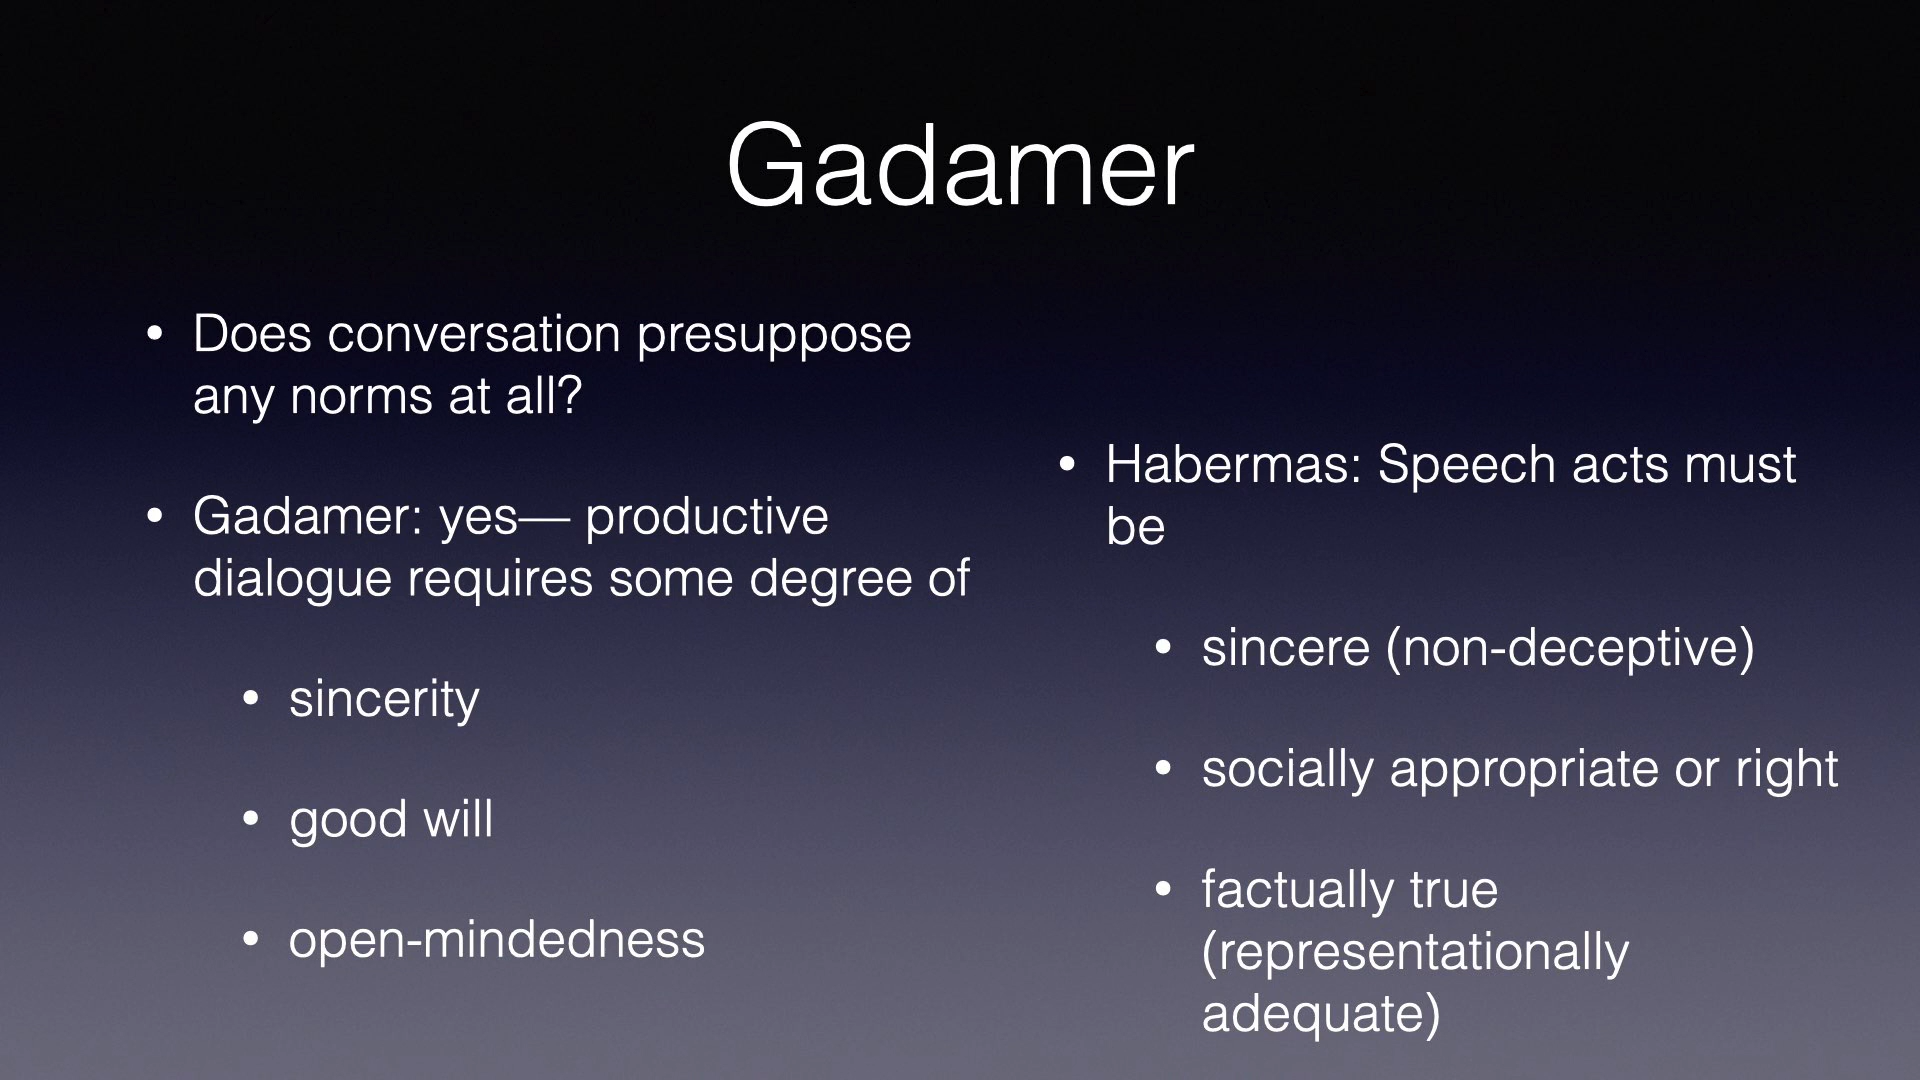 Gadamer
• Does conversation presuppose
any norms at all?
• Gadamer: yes— productive
dialogue requires some degree of
• sincerity
• good will
• open-mindedness
• Habermas: Speech acts must
be
• sincere (non-deceptive)
• socially appropriate or right
• factually true
(representationally
adequate)